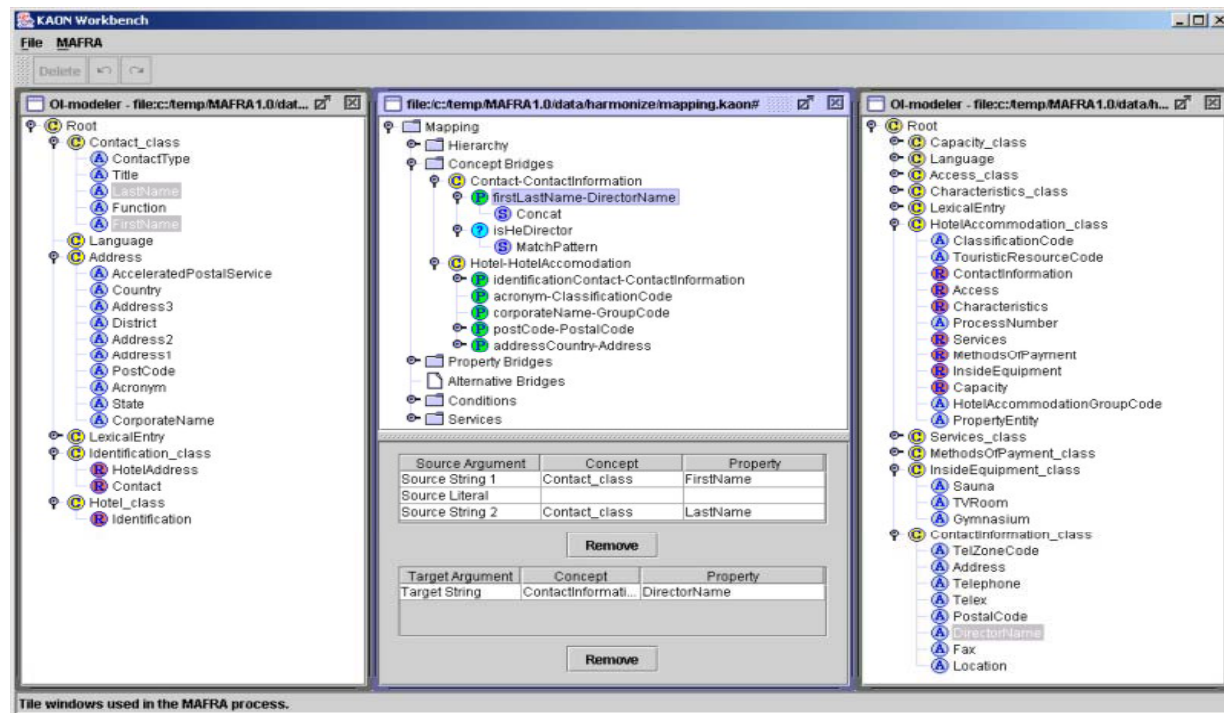 KAON Workbench
File MAFRA
Delete
OI-modeler - file:c:/temp/MAFRA1.0/dat...
Root
Contact_class
ContactType
Title
LastName
Function
FirstName
Language
Address
AcceleratedPostalService
Country
Address3
District
Address2
Address1
PostCode
Acronym
State
CorporateName
LexicalEntry
Identification_class
HotelAddress
Contact
Hotel_class
Identification
file:/c:/temp/MAFRA1.0/data/harmonize/mapping.kaon#
Mapping
Hierarchy
Concept Bridges
Contact-ContactInformation
firstLastName-DirectorName
Concat
isHeDirector
MatchPattern
Hotel-HotelAccomodation
identificationContact-ContactInformation
acronym-ClassificationCode
corporateName-GroupCode
postCode-PostalCode
addressCountry-Address
Property Bridges
Alternative Bridges
Conditions
Services
Source Argument Concept Property
Source String 1 Contact_class FirstName
Source Literal
Source String 2 Contact_class LastName
Remove
Target Argument Concept Property
Target String ContactInformati... DirectorName
Remove
OI-modeler - file:c:/temp/MAFRA1.0/data/h...
Root
Capacity_class
Language
Access_class
Characteristics_class
LexicalEntry
HotelAccommodation_class
ClassificationCode
TouristicResourceCode
ContactInformation
Access
Characteristics
ProcessNumber
Services
MethodsOfPayment
InsideEquipment
Capacity
HotelAccommodationGroupCode
PropertyEntity
Services_class
MethodsOfPayment_class
InsideEquipment_class
Sauna
TVRoom
Gymnasium
ContactInformation_class
TelZoneCode
Address
Telephone
Telex
PostalCode
DirectorName
Fax
Location
Tile windows used in the MAFRA process.